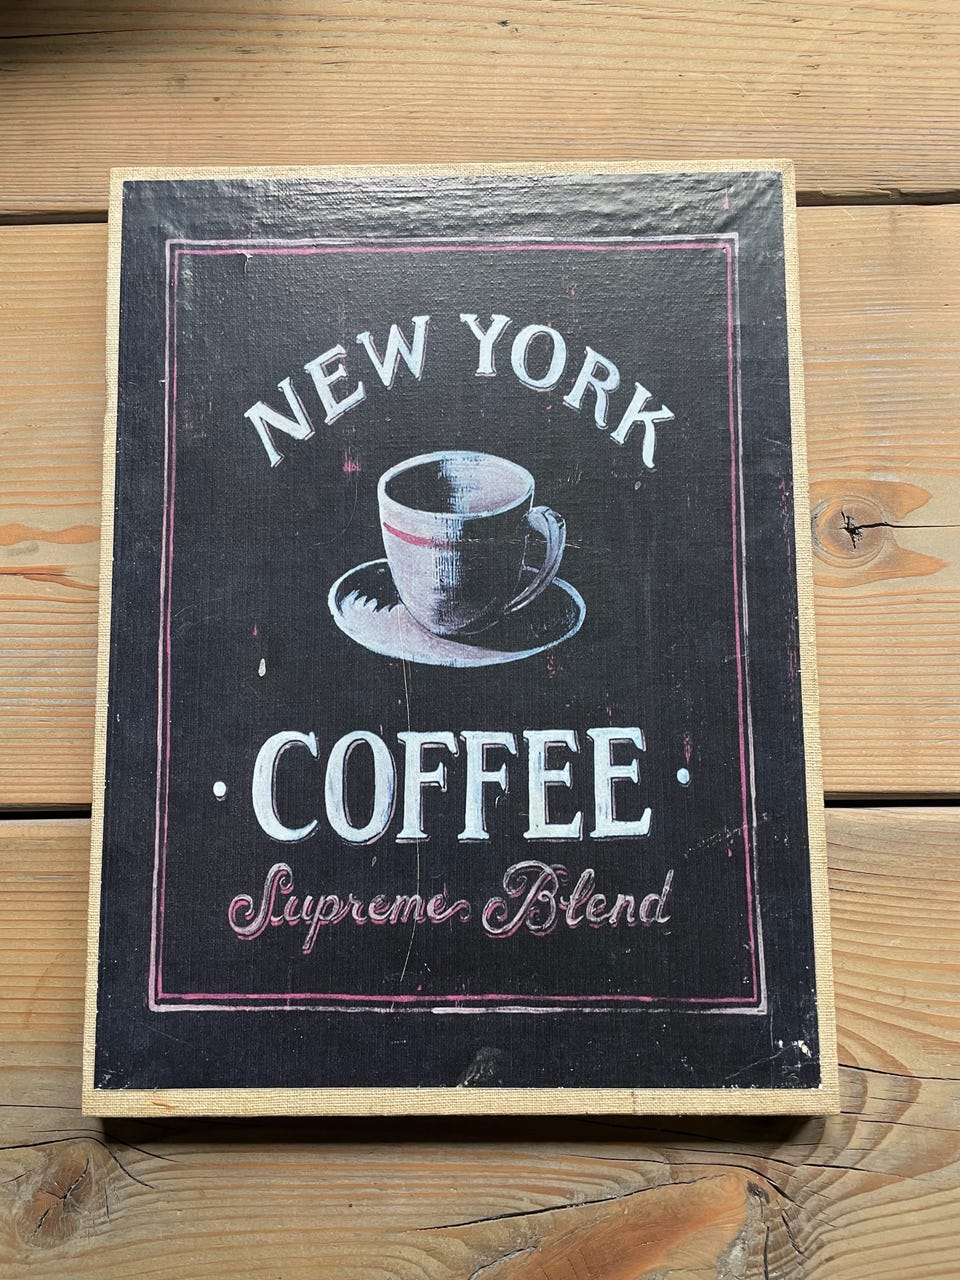 NEW YORK
• COFFEE •
Supreme Blend